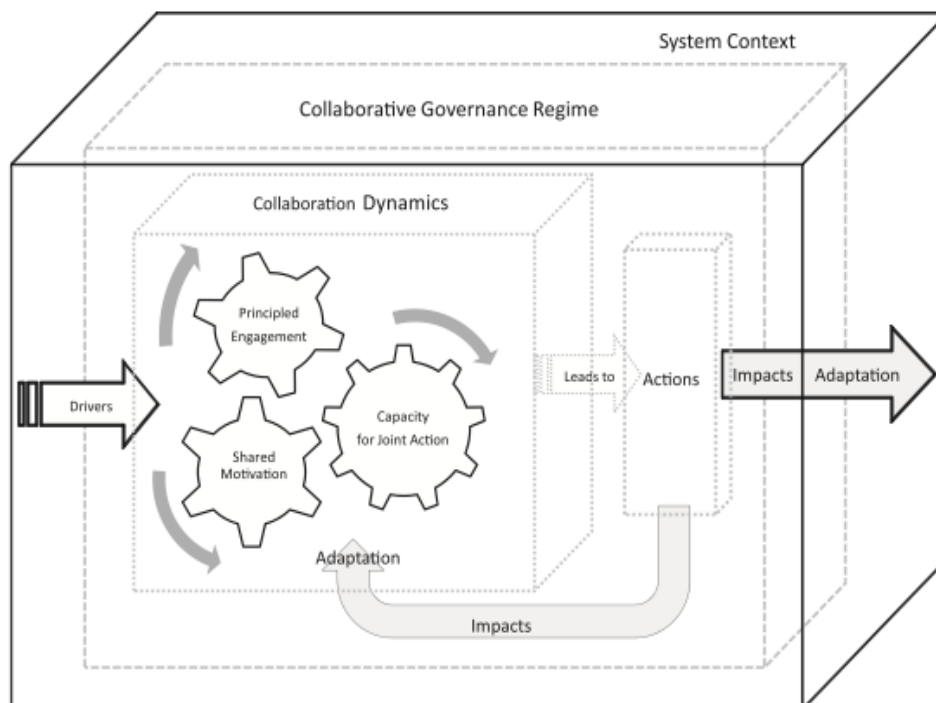 System Context
Collaborative Governance Regime
Collaboration Dynamics
Principled
Engagement
Drivers
Shared
Motivation
Capacity
for Joint Action
Leads to
Actions
Impacts
Adaptation
Adaptation
Impacts